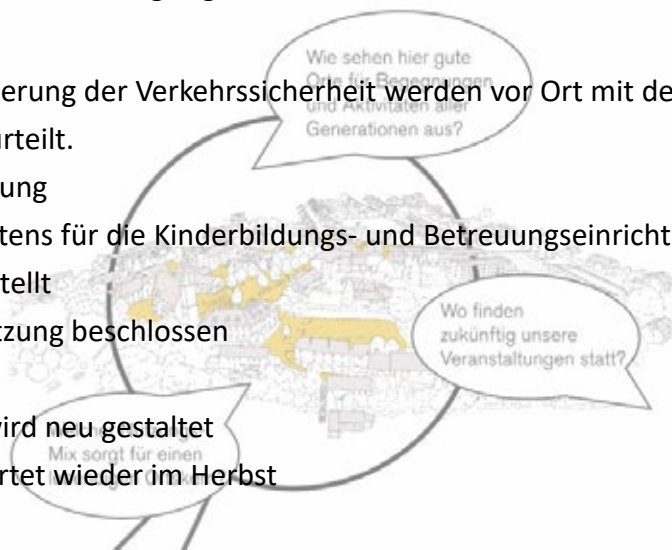 Wie sehen hier gute
Orte für Begegnungen
und Aktivitäten aller
Generationen aus?
erung der Verkehrssicherheit werden vor Ort mit de
rteilt.
ung
tens für die Kinderbildungs- und Betreuungseinricht
tellt
tzung beschlossen
Wo finden
zukünftig unsere
Veranstaltungen statt?
ird neu gestaltet
Mix sorgt für einen
rtet wieder im Herbst